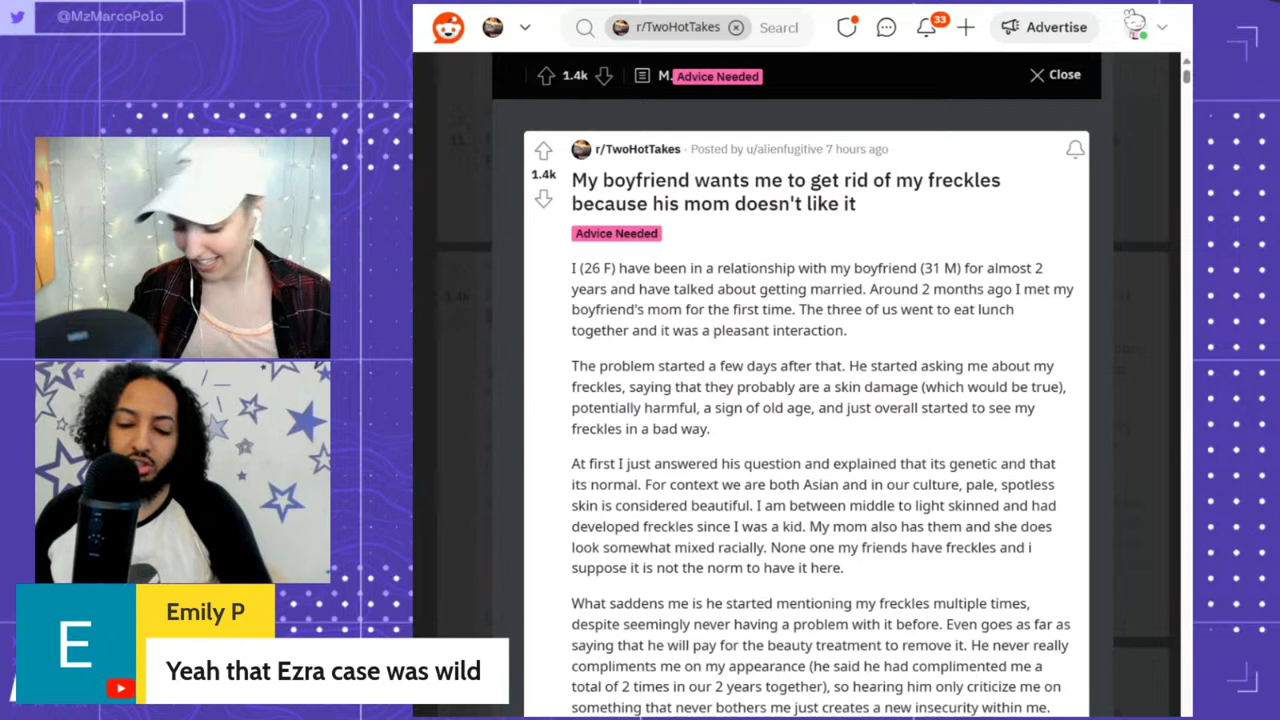 @MzMarcoPolo
r/TwoHotTakes
Searcl
33
Advertise
1.4k
M.
Advice Needed
Close
r/TwoHotTakes · Posted by u/alienfugitive 7 hours ago
1.4k
My boyfriend wants me to get rid of my freckles
because his mom doesn't like it
Advice Needed
I (26 F) have been in a relationship with my boyfriend (31 M) for almost 2
years and have talked about getting married. Around 2 months ago I met my
boyfriend's mom for the first time. The three of us went to eat lunch
together and it was a pleasant interaction.
The problem started a few days after that. He started asking me about my
freckles, saying that they probably are a skin damage (which would be true),
potentially harmful, a sign of old age, and just overall started to see my
freckles in a bad way.
At first I just answered his question and explained that its genetic and that
its normal. For context we are both Asian and in our culture, pale, spotless
skin is considered beautiful. I am between middle to light skinned and had
developed freckles since I was a kid. My mom also has them and she does
look somewhat mixed racially. None one my friends have freckles and i
suppose it is not the norm to have it here.
What saddens me is he started mentioning my freckles multiple times,
despite seemingly never having a problem with it before. Even goes as far as
saying that he will pay for the beauty treatment to remove it. He never really
compliments me on my appearance (he said he had complimented me a
total of 2 times in our 2 years together), so hearing him only criticize me on
something that never bothers me just creates a new insecurity within me.
E
Emily P
Yeah that Ezra case was wild